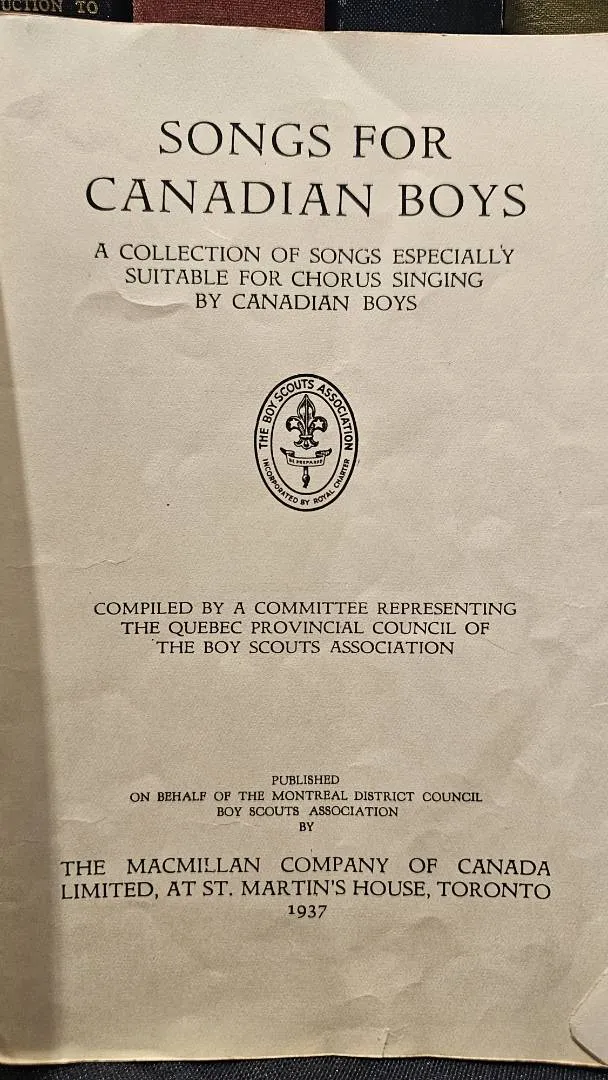 UCTION TO
SONGS FOR
CANADIAN BOYS
A COLLECTION OF SONGS ESPECIALLY
SUITABLE FOR CHORUS SINGING
BY CANADIAN BOYS
THE BOY SCOUTS ASSOCIATION
BE PREPARED
INCORPORATED BY ROYAL CHARTER
COMPILED BY A COMMITTEE REPRESENTING
THE QUEBEC PROVINCIAL COUNCIL OF
THE BOY SCOUTS ASSOCIATION
PUBLISHED
ON BEHALF OF THE MONTREAL DISTRICT COUNCIL
BOY SCOUTS ASSOCIATION
BY
THE MACMILLAN COMPANY OF CANADA
LIMITED, AT ST. MARTIN'S HOUSE, TORONTO
1937